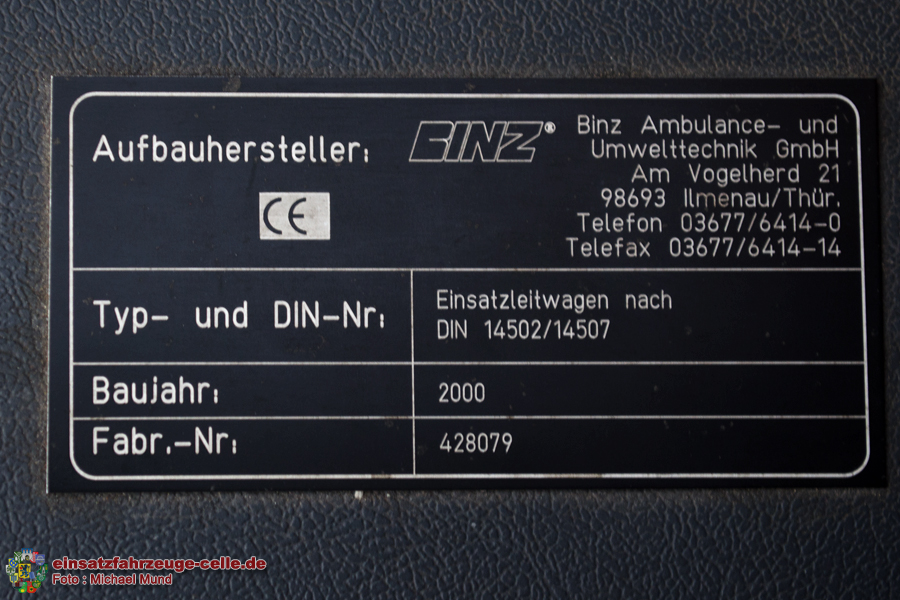 Aufbauhersteller:
BINZ®
Binz Ambulance- und
Umwelttechnik GmbH
Am Vogelherd 21
98693 Ilmenau/Thür.
Telefon 03677/6414-0
Telefax 03677/6414-14
CE
Typ- und DIN-Nr:
Einsatzleitwagen nach
DIN 14502/14507
Baujahr:
2000
Fabr.-Nr:
428079
einsatzfahrzeuge-celle.de
Foto : Michael Mund